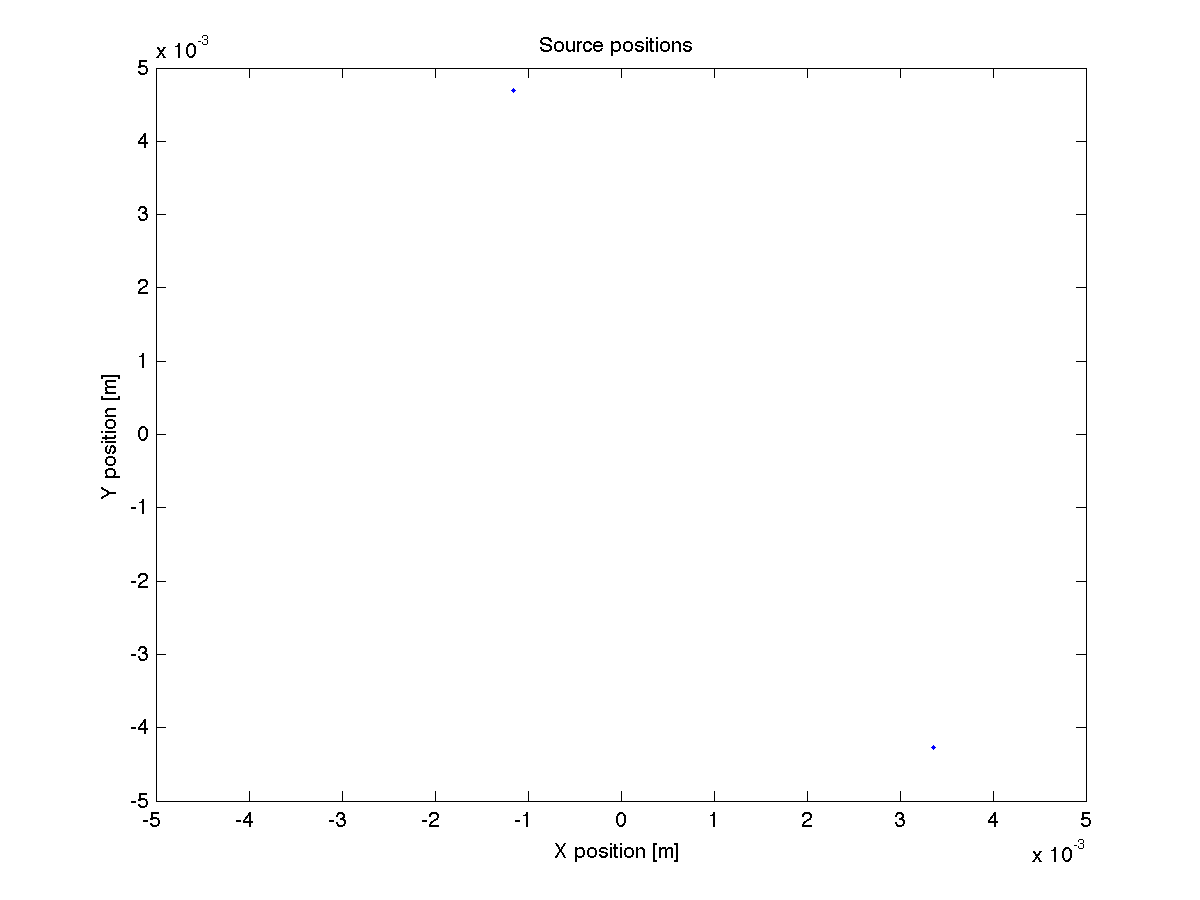 Source positions
x 10^-3
5
4
3
2
1
0
-1
-2
-3
-4
-5
Y position [m]
-5 -4 -3 -2 -1 0 1 2 3 4 5
X position [m]
x 10^-3